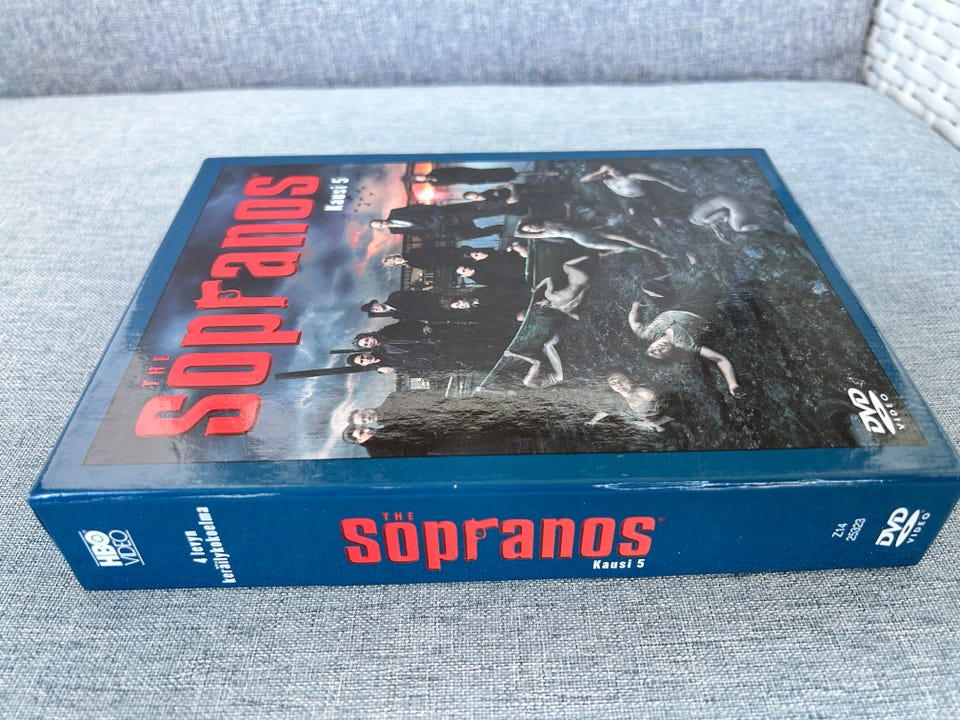 THE
Sopranos
Kausi 5
DVD
VIDEO
HBO
VIDEO
4 levyn
keräilykokoelma
THE
Sopranos
Kausi 5
Z14
25323
DVD
VIDEO